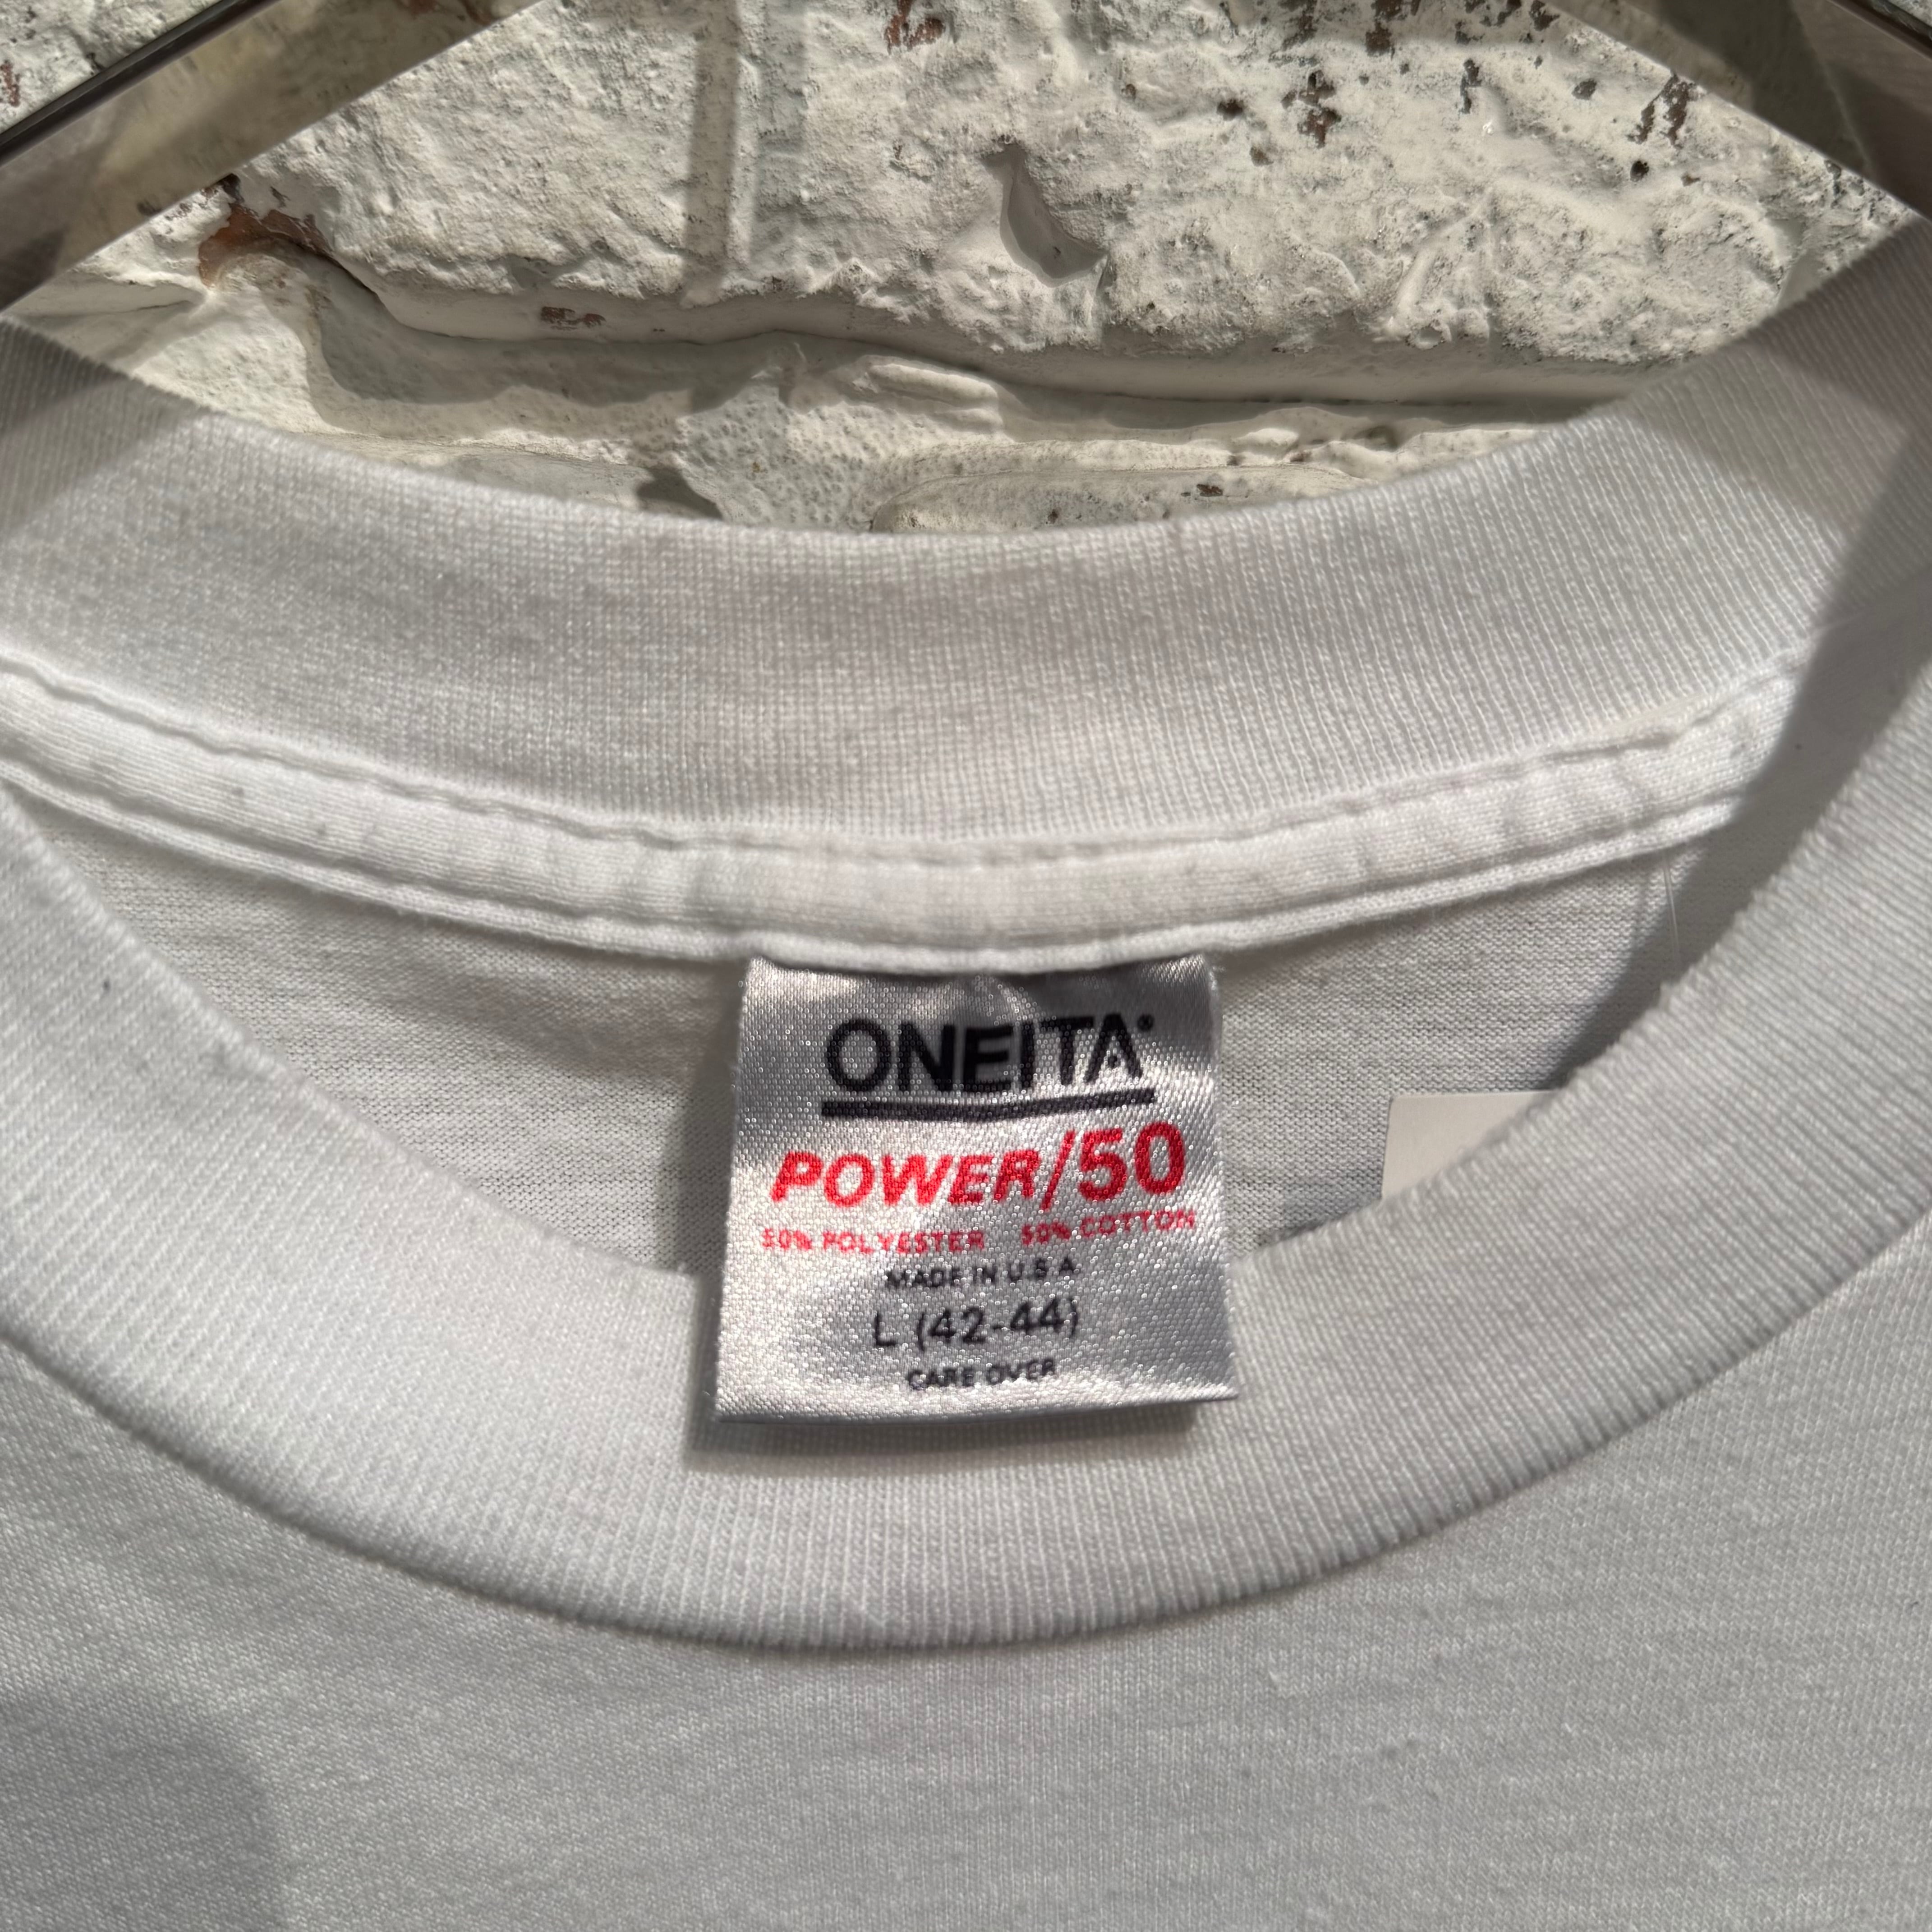 ONEITA®
POWER/50
50% POLYESTER 50% COTTON
MADE IN U.S.A.
L (42-44)
CARE OVER